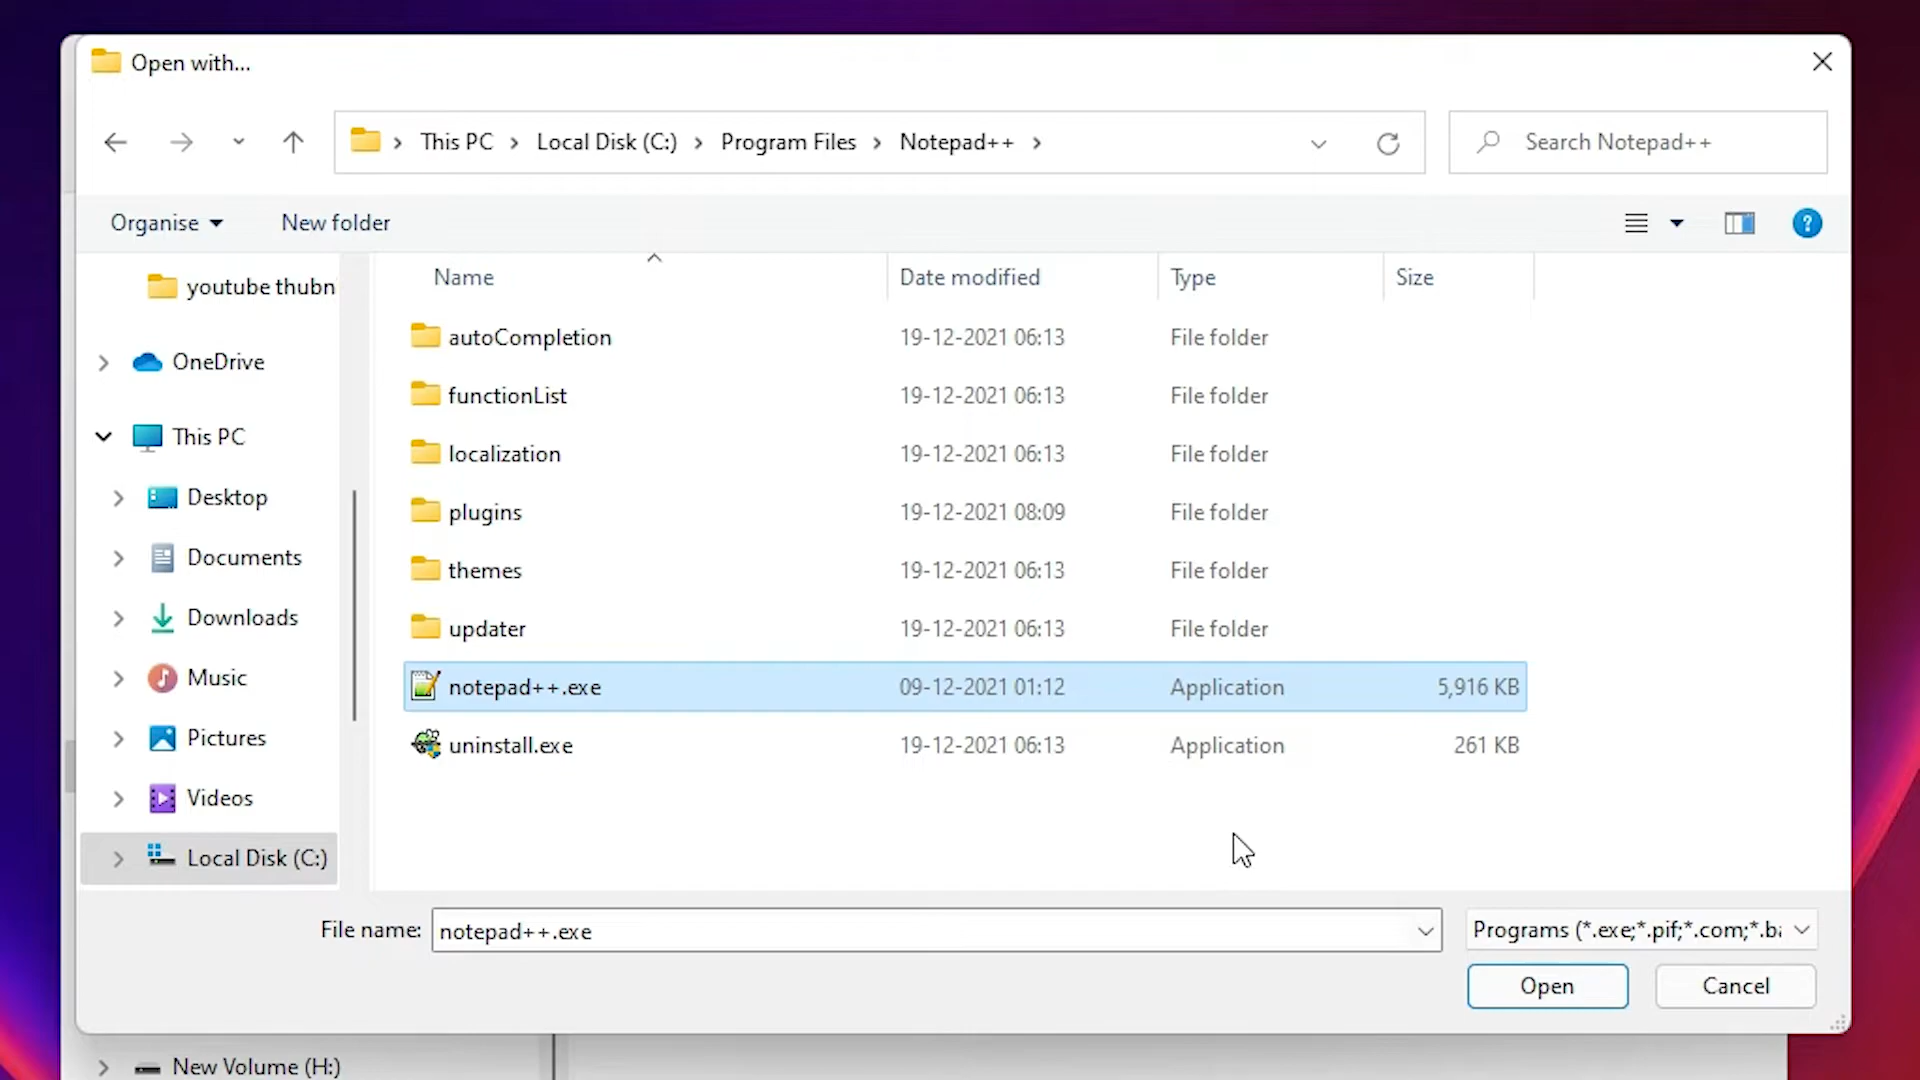 Open with...
This PC Local Disk (C:) Program Files Notepad++
Search Notepad++
Organise New folder
Name Date modified Type Size
youtube thubn
OneDrive
This PC
Desktop
Documents
Downloads
Music
Pictures
Videos
Local Disk (C:)
autoCompletion 19-12-2021 06:13 File folder
functionList 19-12-2021 06:13 File folder
localization 19-12-2021 06:13 File folder
plugins 19-12-2021 08:09 File folder
themes 19-12-2021 06:13 File folder
updater 19-12-2021 06:13 File folder
notepad++.exe 09-12-2021 01:12 Application 5,916 KB
uninstall.exe 19-12-2021 06:13 Application 261 KB
File name: notepad++.exe Programs (*.exe;*.pif;*.com;*.ba
Open Cancel
New Volume (H:)